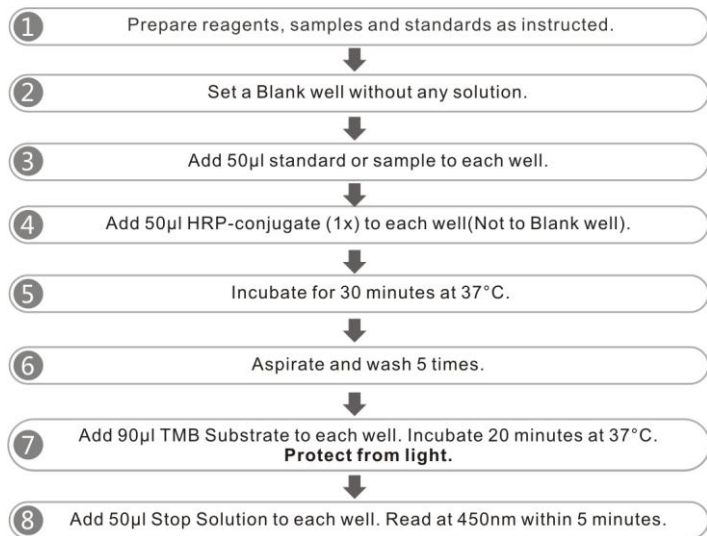 1 Prepare reagents, samples and standards as instructed.
2 Set a Blank well without any solution.
3 Add 50μl standard or sample to each well.
4 Add 50μl HRP-conjugate (1x) to each well(Not to Blank well).
5 Incubate for 30 minutes at 37°C.
6 Aspirate and wash 5 times.
7 Add 90μl TMB Substrate to each well. Incubate 20 minutes at 37°C.
Protect from light.
8 Add 50μl Stop Solution to each well. Read at 450nm within 5 minutes.